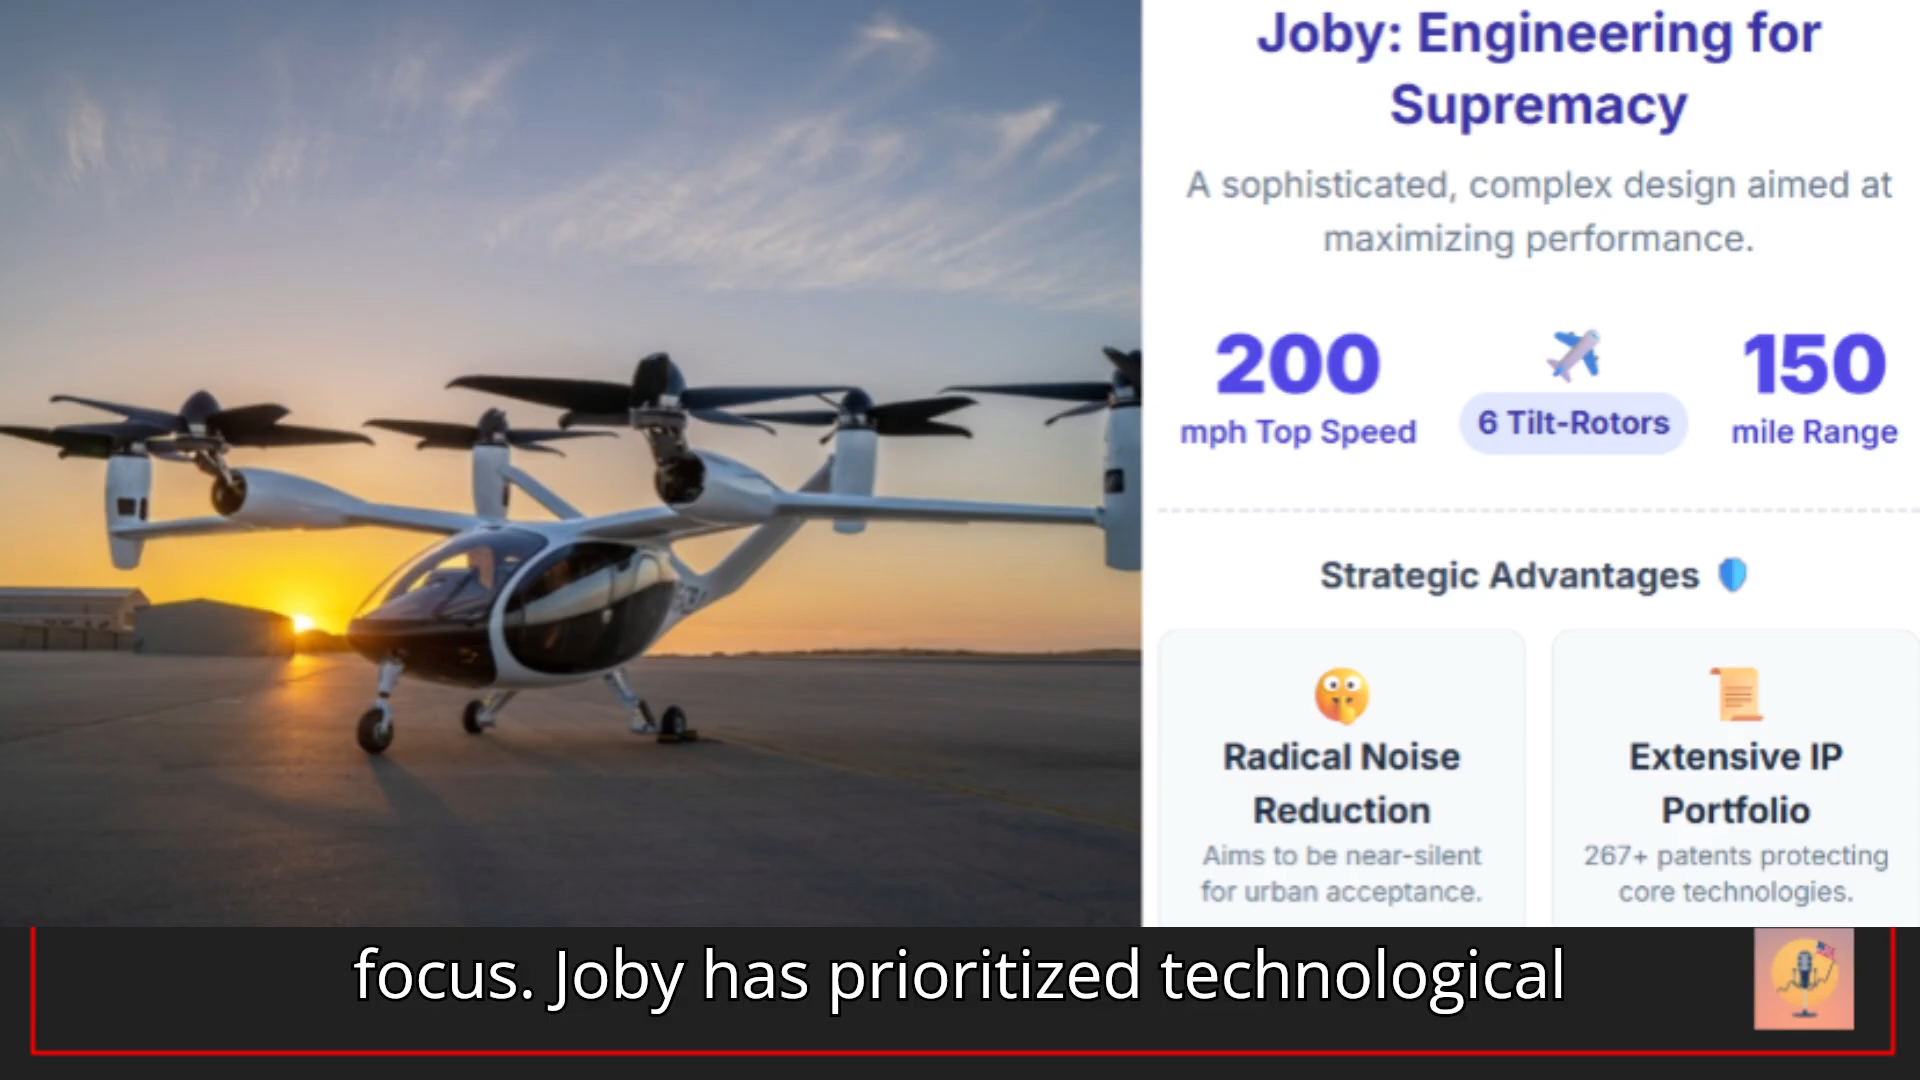 Joby: Engineering for
Supremacy
A sophisticated, complex design aimed at
maximizing performance.
200
mph Top Speed
6 Tilt-Rotors
150
mile Range
Strategic Advantages
Radical Noise
Reduction
Aims to be near-silent
for urban acceptance.
Extensive IP
Portfolio
267+ patents protecting
core technologies.
focus. Joby has prioritized technological